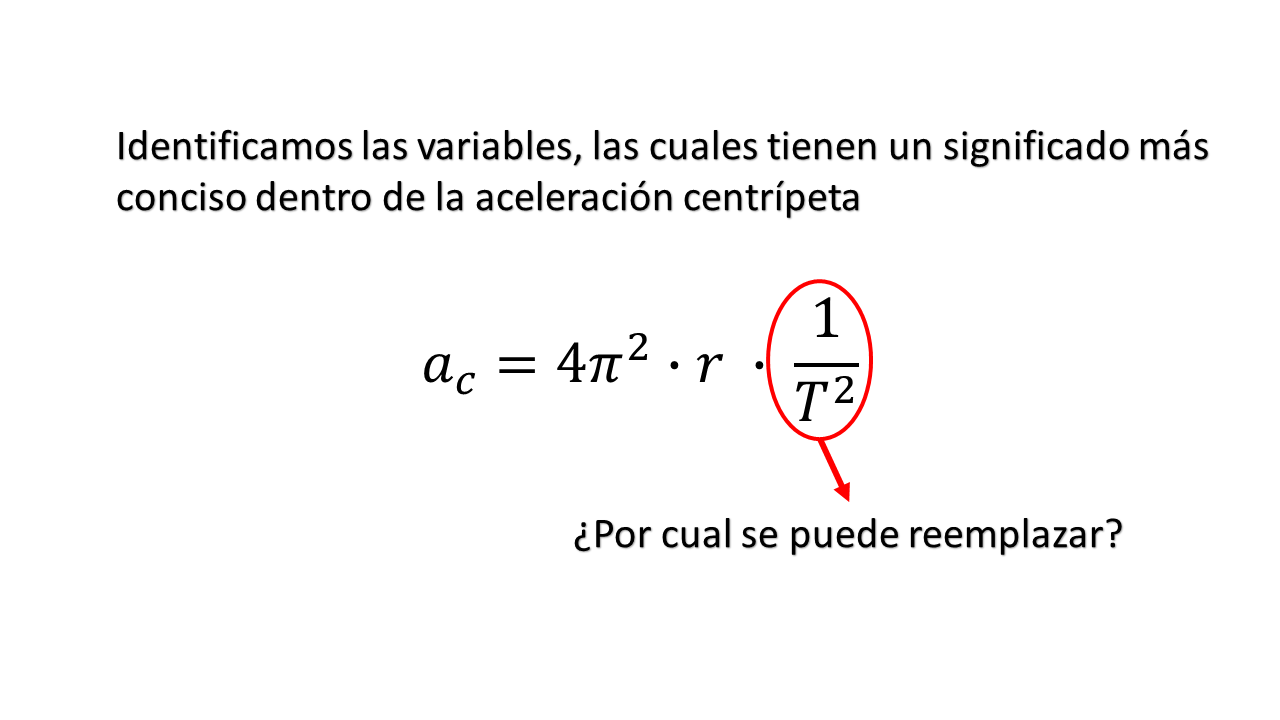 Identificamos las variables, las cuales tienen un significado más
conciso dentro de la aceleración centrípeta
a_c = 4π² · r · 1/T²
¿Por cual se puede reemplazar?